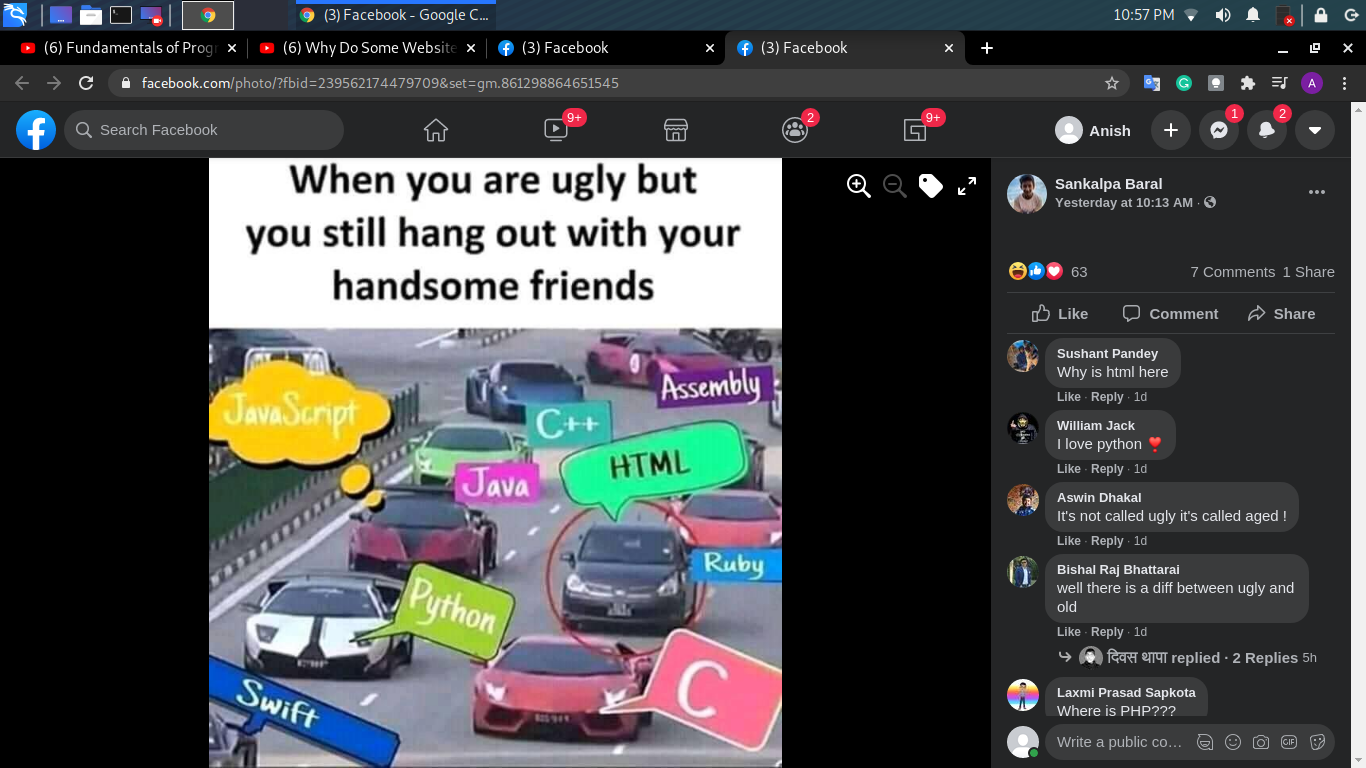 (3) Facebook - Google C...
10:57 PM
(6) Fundamentals of Prog
(6) Why Do Some Website
(3) Facebook
(3) Facebook
facebook.com/photo/?fbid=239562174479709&set=gm.861298864651545
A
Search Facebook
9+
2
9+
Anish
1
2
When you are ugly but
you still hang out with your
handsome friends
JavaScript
C++
Assembly
HTML
Java
Ruby
Python
C
Swift
Sankalpa Baral
Yesterday at 10:13 AM ·
63
7 Comments 1 Share
Like Comment Share
Sushant Pandey
Why is html here
Like · Reply · 1d
William Jack
I love python ❣️
Like · Reply · 1d
Aswin Dhakal
It's not called ugly it's called aged !
Like · Reply · 1d
Bishal Raj Bhattarai
well there is a diff between ugly and
old
Like · Reply · 1d
दिवस थापा replied · 2 Replies 5h
Laxmi Prasad Sapkota
Where is PHP???
Write a public co...
GIF